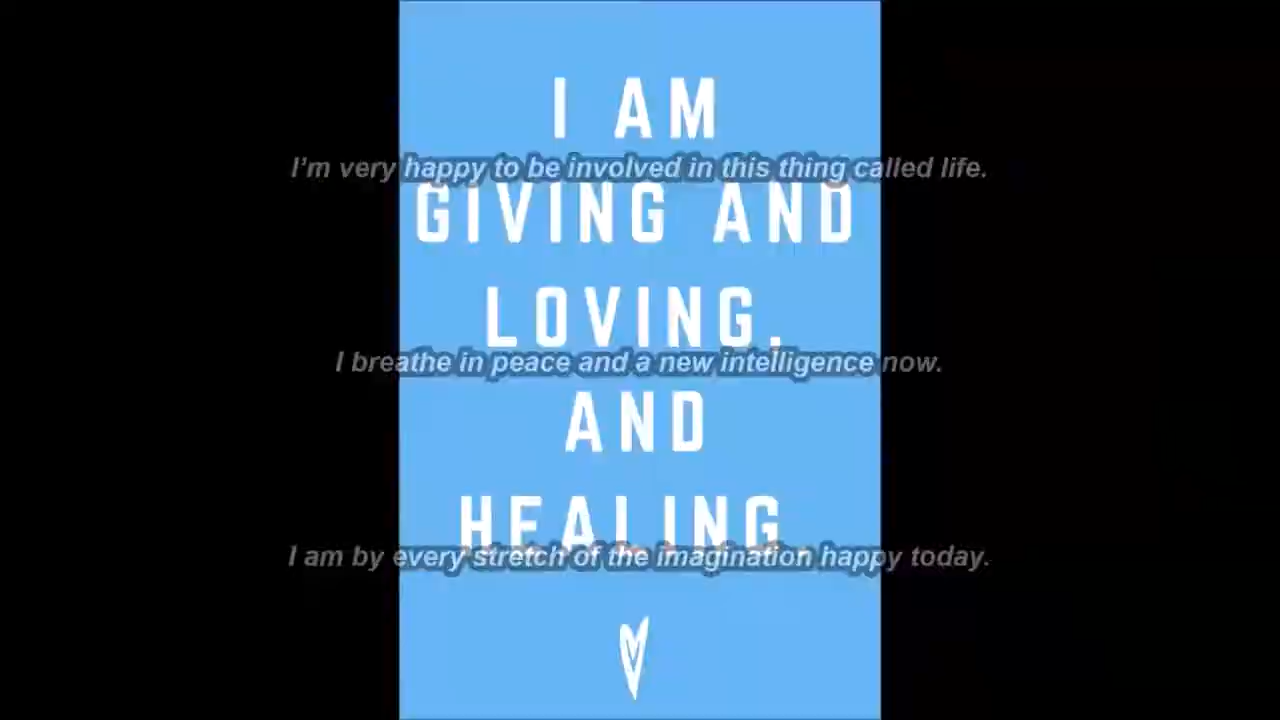 I AM
I'm very happy to be involved in this thing called life.
GIVING AND
LOVING.
I breathe in peace and a new intelligence now.
AND
HEALING.
I am by every stretch of the imagination happy today.